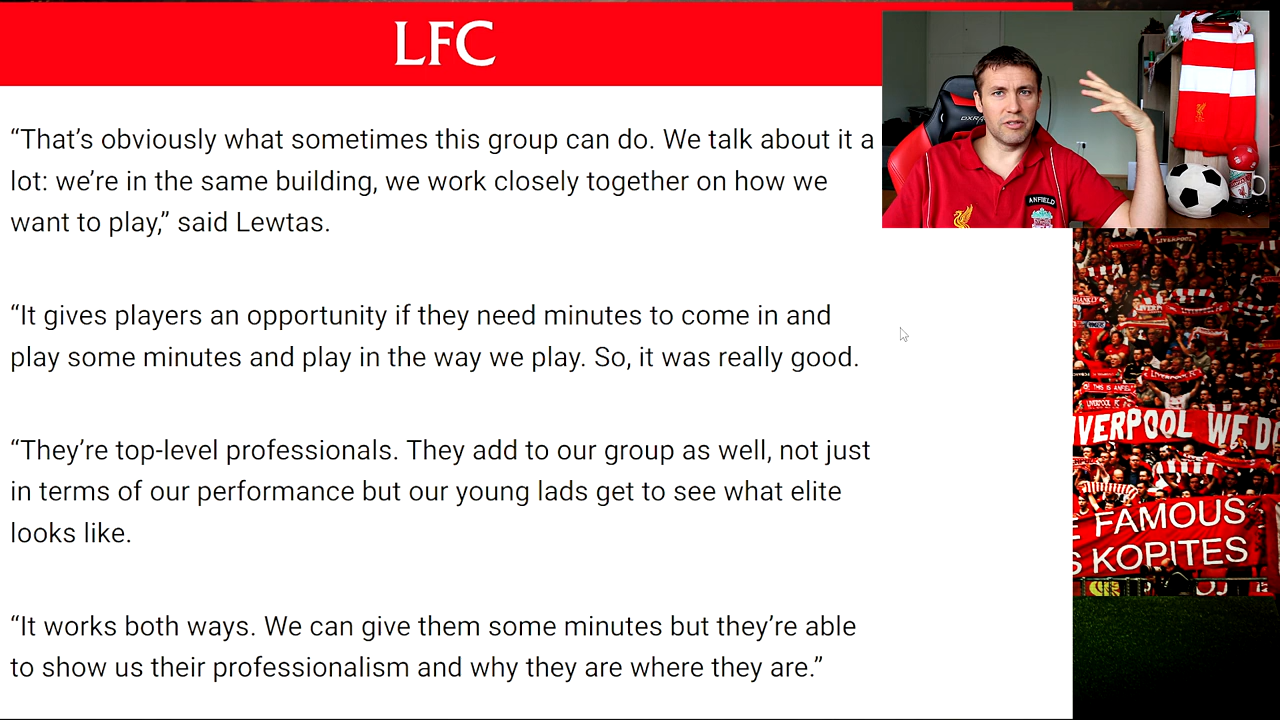 LFC
“That’s obviously what sometimes this group can do. We talk about it a
lot: we’re in the same building, we work closely together on how we
want to play,” said Lewtas.
“It gives players an opportunity if they need minutes to come in and
play some minutes and play in the way we play. So, it was really good.
“They’re top-level professionals. They add to our group as well, not just
in terms of our performance but our young lads get to see what elite
looks like.
“It works both ways. We can give them some minutes but they’re able
to show us their professionalism and why they are where they are.”
ANFIELD
LIVERPOOL
THIS IS ANFIELD
LIVERPOOL
IVERPOOL WE DO
FAMOUS
KOPITES